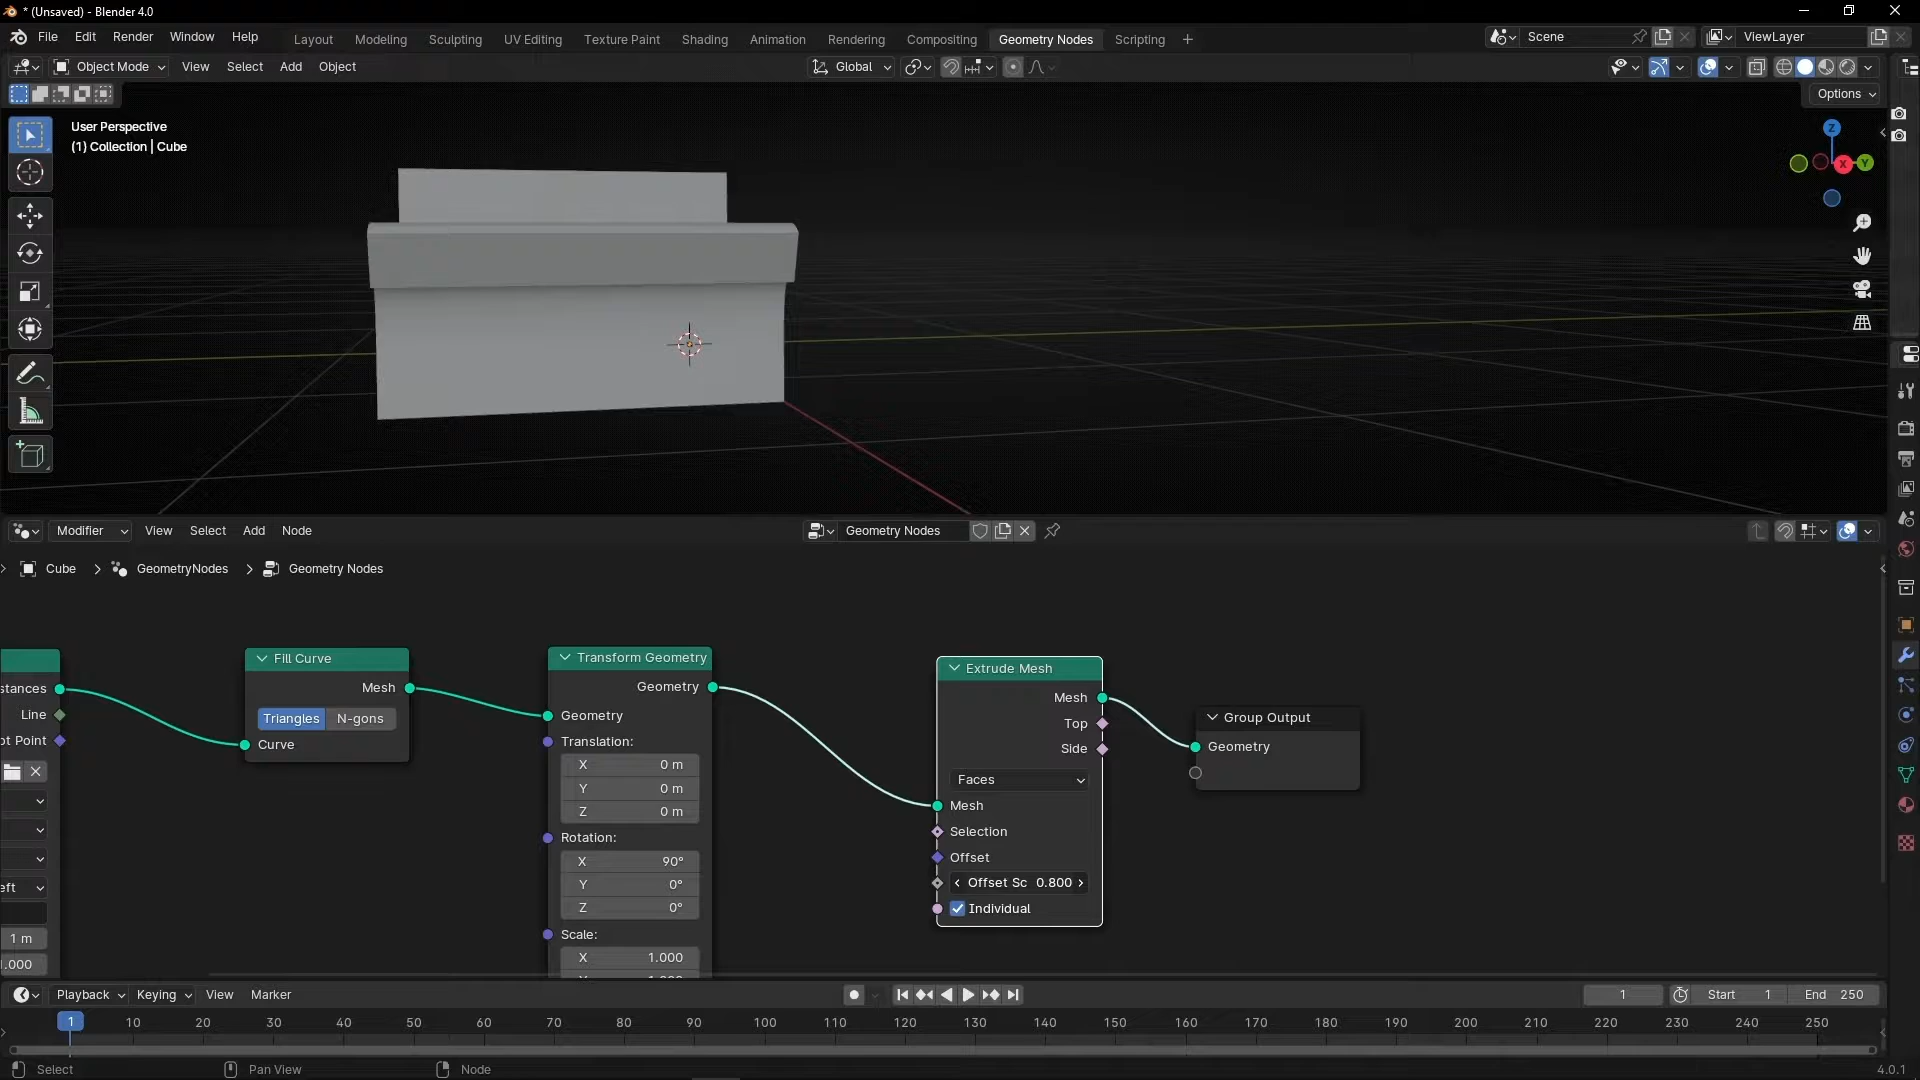 * (Unsaved) - Blender 4.0
File Edit Render Window Help
Layout Modeling Sculpting UV Editing Texture Paint Shading Animation Rendering Compositing Geometry Nodes Scripting +
Scene
ViewLayer
Object Mode View Select Add Object
Global
Options
User Perspective
(1) Collection | Cube
Z
X
Y
Modifier View Select Add Node
Geometry Nodes
Cube > GeometryNodes > Geometry Nodes
stances
Line
ot Point
eft
1 m
.000
Fill Curve
Mesh
Triangles N-gons
Curve
Transform Geometry
Geometry
Geometry
Translation:
X 0 m
Y 0 m
Z 0 m
Rotation:
X 90°
Y 0°
Z 0°
Scale:
X 1.000
Extrude Mesh
Mesh
Top
Side
Faces
Mesh
Selection
Offset
Offset Sc 0.800
Individual
Group Output
Geometry
Playback Keying View Marker
1
Start 1
End 250
1 10 20 30 40 50 60 70 80 90 100 110 120 130 140 150 160 170 180 190 200 210 220 230 240 250
Select Pan View Node
4.0.1